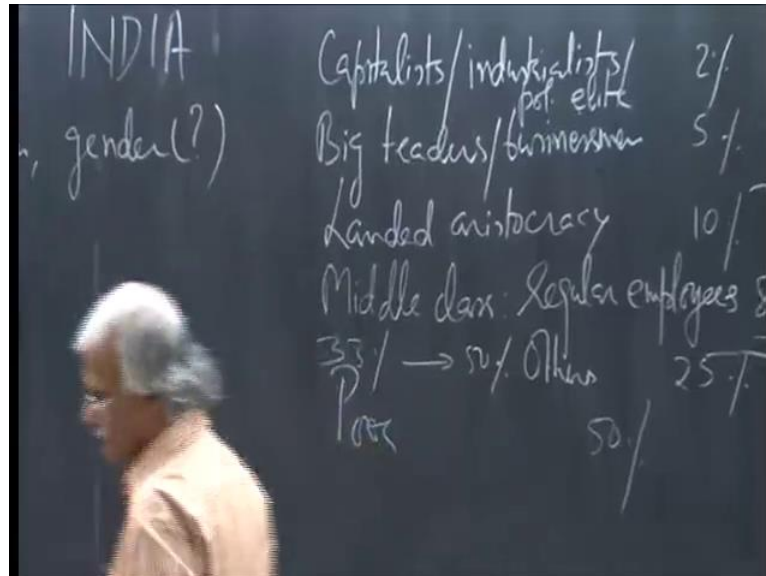 INDIA
gender(?)
Capitalists/industrialists/ 2%
pol. elite
Big traders/businessmen 5%
Landed aristocracy 10%
Middle class: Regular employees 8
33% → 50% Others 25%
Poor 50%